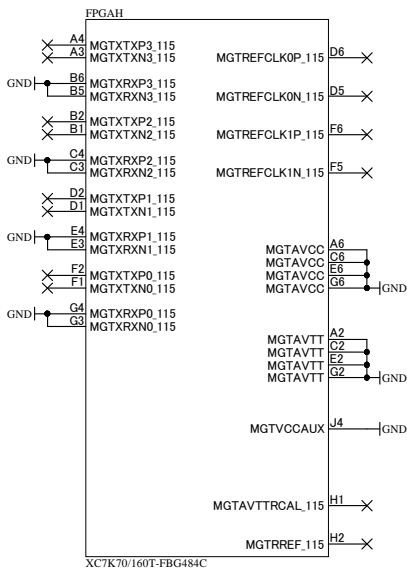 FPGAH
A4 MGTXTXP3_115
A3 MGTXTXN3_115
GND B6 MGTXRXP3_115
B5 MGTXRXN3_115
B2 MGTXTXP2_115
B1 MGTXTXN2_115
GND C4 MGTXRXP2_115
C3 MGTXRXN2_115
D2 MGTXTXP1_115
D1 MGTXTXN1_115
GND E4 MGTXRXP1_115
E3 MGTXRXN1_115
F2 MGTXTXP0_115
F1 MGTXTXN0_115
GND G4 MGTXRXP0_115
G3 MGTXRXN0_115
MGTREFCLK0P_115 D6
MGTREFCLK0N_115 D5
MGTREFCLK1P_115 F6
MGTREFCLK1N_115 F5
MGTAVCC A6
MGTAVCC C6
MGTAVCC E6
MGTAVCC G6 GND
MGTAVTT A2
MGTAVTT C2
MGTAVTT E2
MGTAVTT G2 GND
MGTVCCAUX J4 GND
MGTAVTTRCAL_115 H1
MGTRREF_115 H2
XC7K70/160T-FBG484C